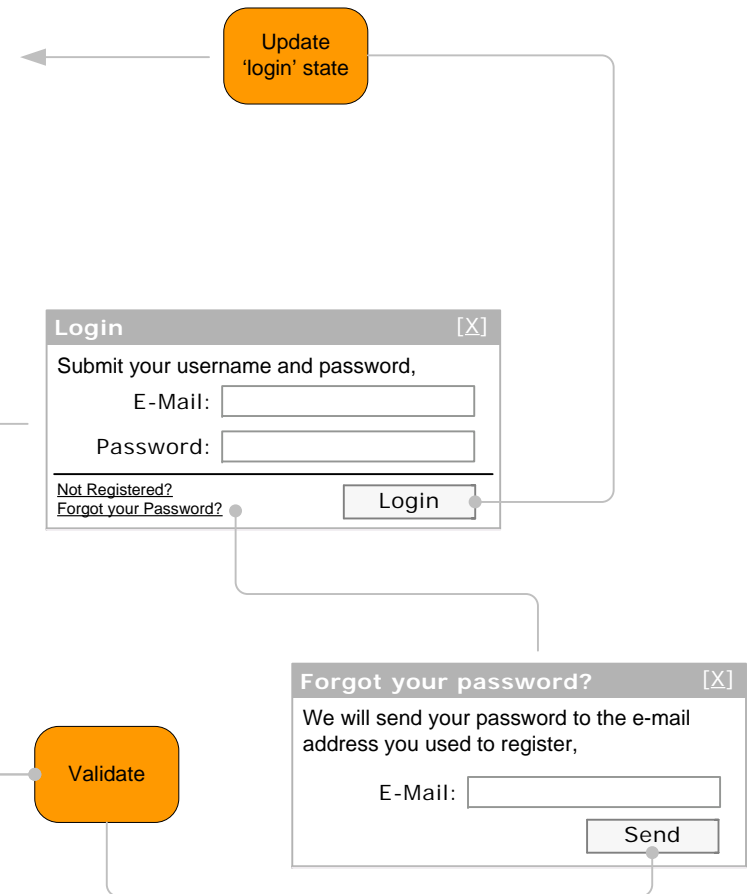 Update
‘login’ state
Login [X]
Submit your username and password,
E-Mail:
Password:
Not Registered?
Forgot your Password?
Login
Forgot your password? [X]
We will send your password to the e-mail
address you used to register,
E-Mail:
Send
Validate